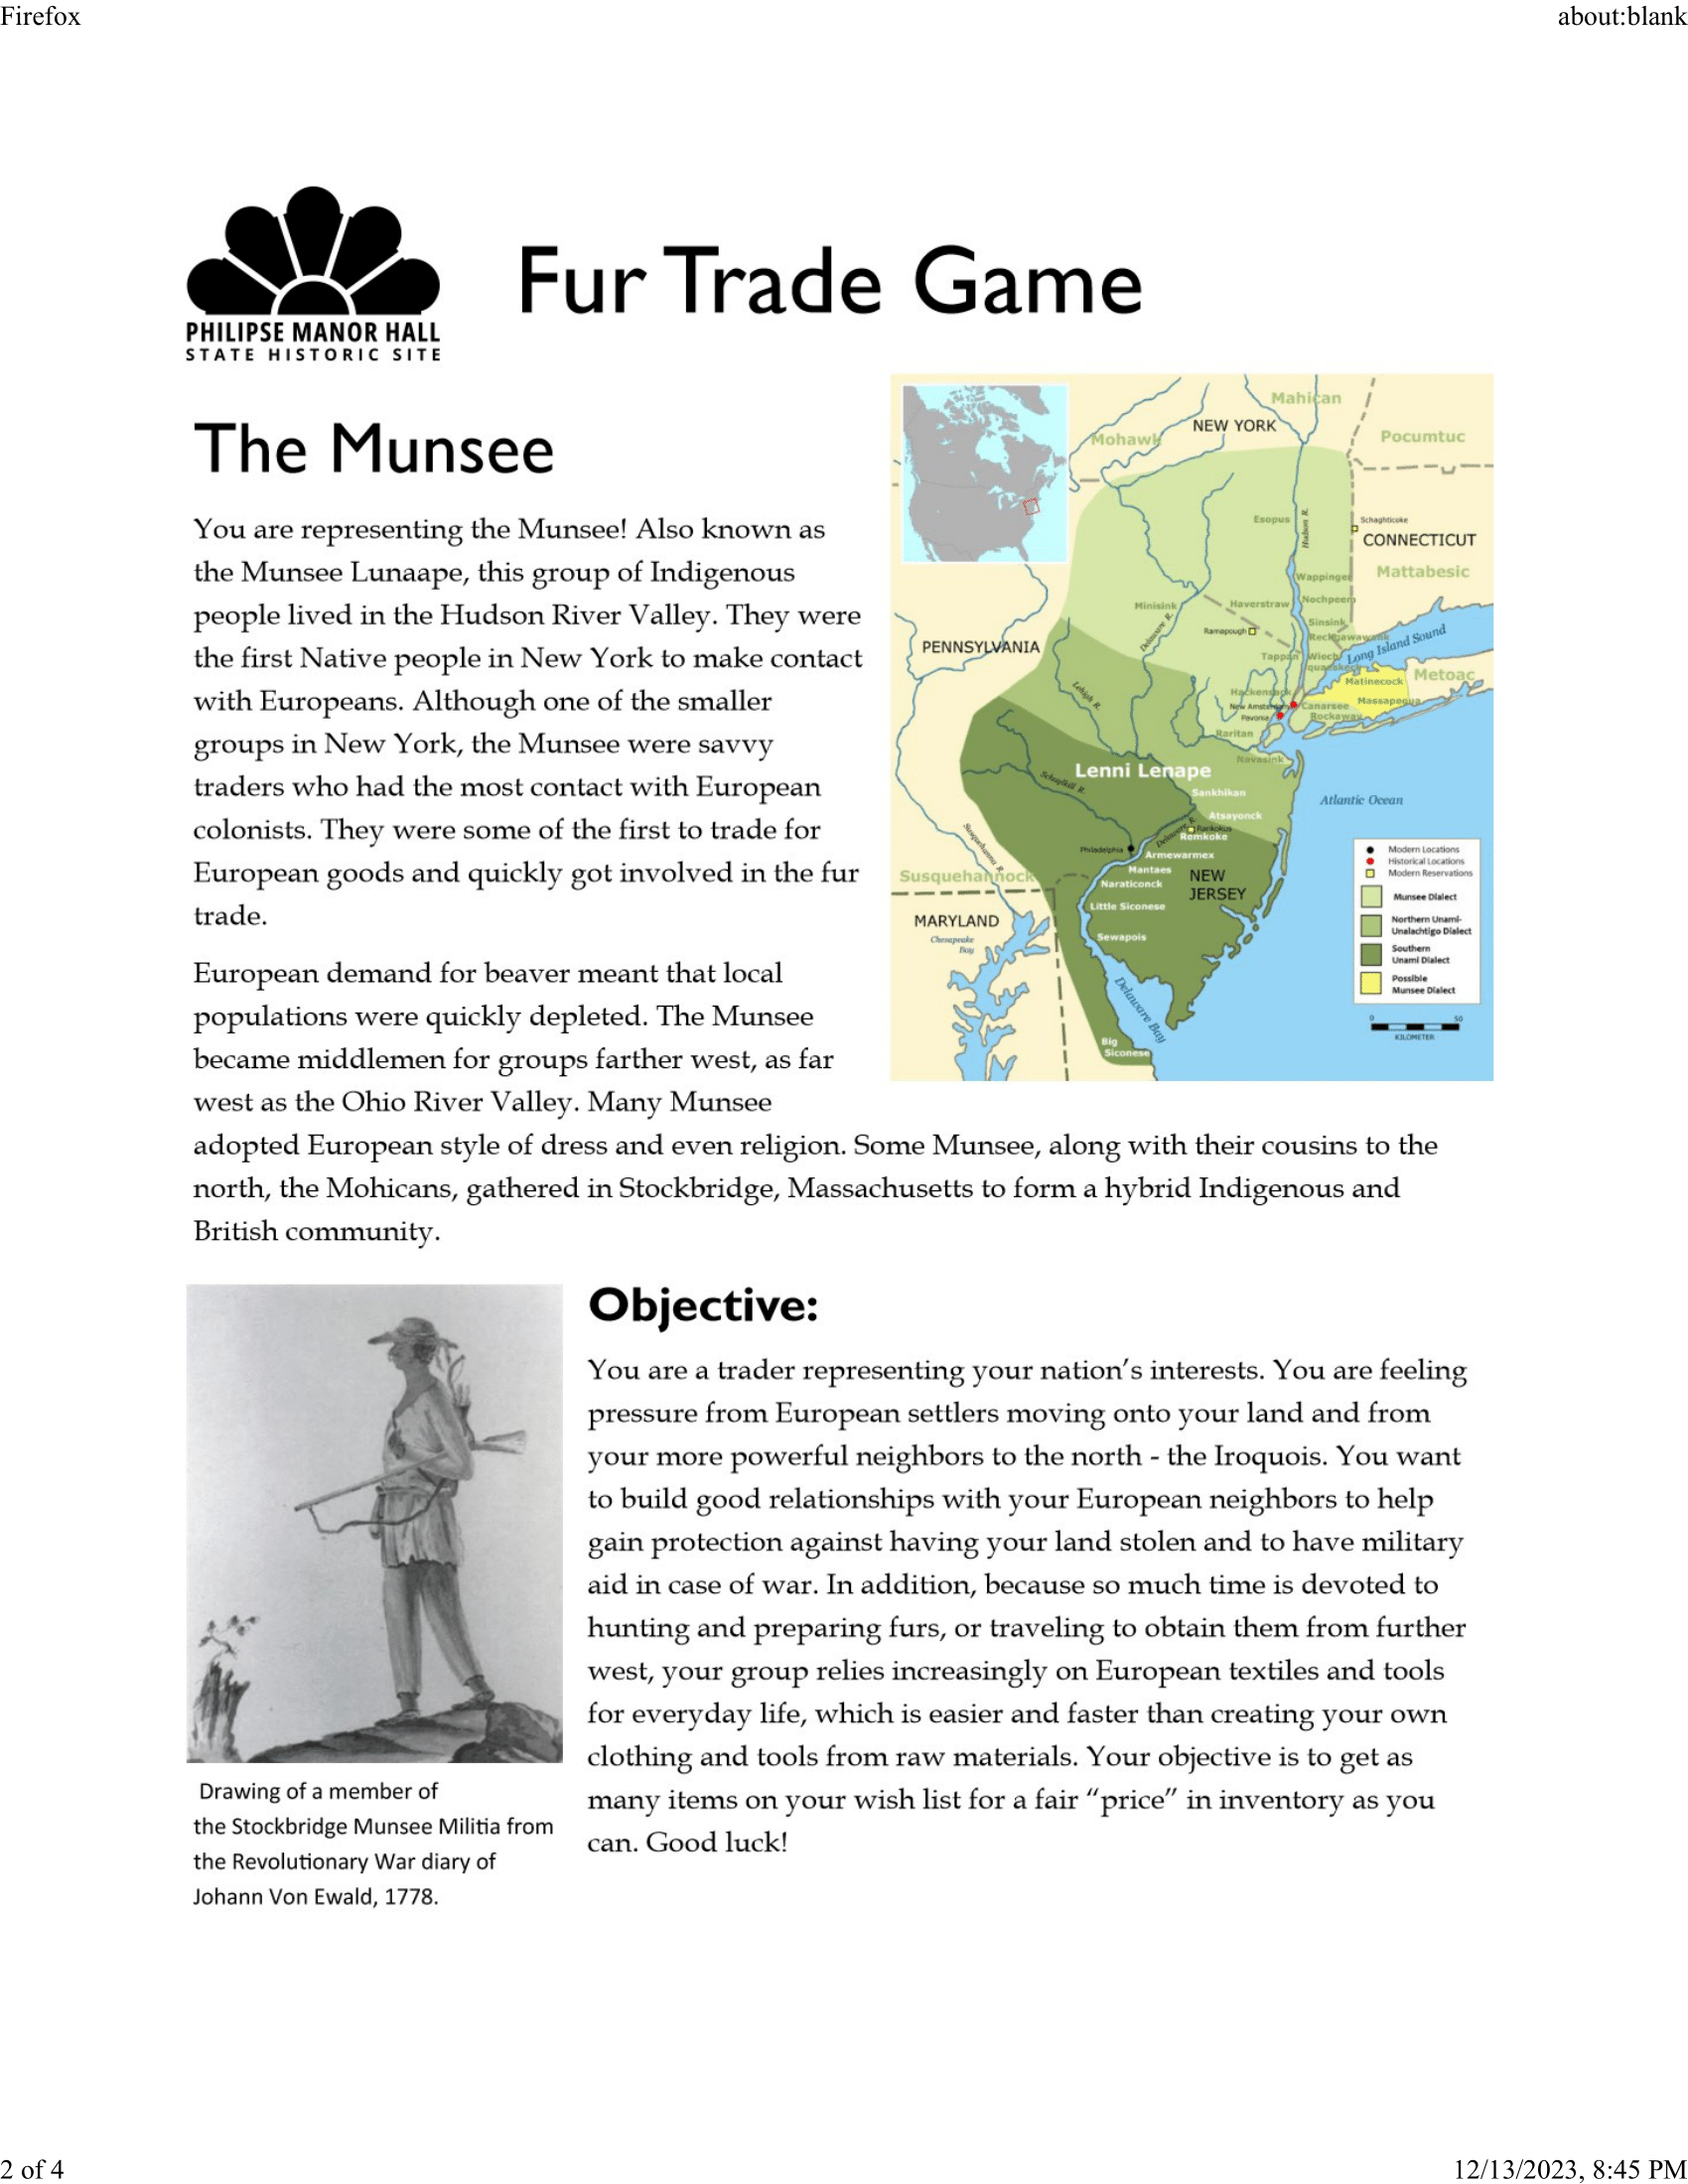 Firefox
about:blank
PHILIPSE MANOR HALL
STATE HISTORIC SITE
Fur Trade Game
The Munsee
You are representing the Munsee! Also known as
the Munsee Lunaape, this group of Indigenous
people lived in the Hudson River Valley. They were
the first Native people in New York to make contact
with Europeans. Although one of the smaller
groups in New York, the Munsee were savvy
traders who had the most contact with European
colonists. They were some of the first to trade for
European goods and quickly got involved in the fur
trade.
European demand for beaver meant that local
populations were quickly depleted. The Munsee
became middlemen for groups farther west, as far
west as the Ohio River Valley. Many Munsee
adopted European style of dress and even religion. Some Munsee, along with their cousins to the
north, the Mohicans, gathered in Stockbridge, Massachusetts to form a hybrid Indigenous and
British community.
Mahican
NEW YORK
Mohawk
Pocumtuc
Esopus
Hudson R.
Schaghticoke
CONNECTICUT
Mattabesic
Wappinger
Minisink
Haverstraw
Nochpeem
Sinsink
Ramapough
Delaware R.
Long Island Sound
PENNSYLVANIA
Tappan
Metoac
Matinecock
Lehigh R.
Hackensack
Massapequa
New Amsterdam
Canarsee
Pavonia
Rockaway
Raritan
Navasink
Lenni Lenape
Schuylkill R.
Sankhikan
Atlantic Ocean
Atsayonck
Rankokus
Remkoke
Delaware R.
Philadelphia
Armewarmex
Susquehanna R.
Mantaes
Susquehannock
NEW
JERSEY
Naraticonck
Little Siconese
MARYLAND
Chesapeake
Bay
Sewapois
Delaware Bay
Big
Siconese
Modern Locations
Historical Locations
Modern Reservations
Munsee Dialect
Northern Unami-
Unalachtigo Dialect
Southern
Unami Dialect
Possible
Munsee Dialect
0 50
KILOMETER
Objective:
You are a trader representing your nation’s interests. You are feeling
pressure from European settlers moving onto your land and from
your more powerful neighbors to the north - the Iroquois. You want
to build good relationships with your European neighbors to help
gain protection against having your land stolen and to have military
aid in case of war. In addition, because so much time is devoted to
hunting and preparing furs, or traveling to obtain them from further
west, your group relies increasingly on European textiles and tools
for everyday life, which is easier and faster than creating your own
clothing and tools from raw materials. Your objective is to get as
many items on your wish list for a fair “price” in inventory as you
can. Good luck!
Drawing of a member of
the Stockbridge Munsee Militia from
the Revolutionary War diary of
Johann Von Ewald, 1778.
2 of 4
12/13/2023, 8:45 PM